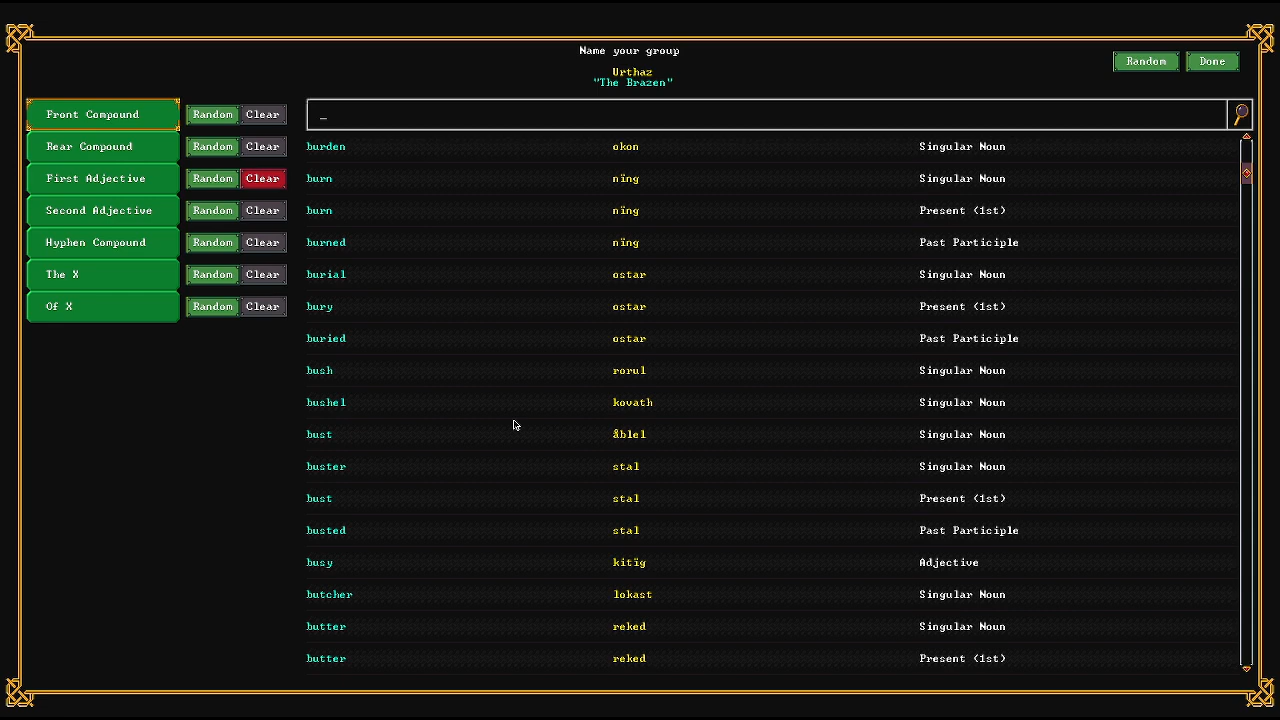 Name your group
Urthaz
"The Brazen"
Random Done
Front Compound Random Clear _
Rear Compound Random Clear burden okon Singular Noun
First Adjective Random Clear burn nïng Singular Noun
Second Adjective Random Clear burn nïng Present (1st)
Hyphen Compound Random Clear burned nïng Past Participle
The X Random Clear burial ostar Singular Noun
Of X Random Clear bury ostar Present (1st)
buried ostar Past Participle
bush rorul Singular Noun
bushel kovath Singular Noun
bust åblel Singular Noun
buster stal Singular Noun
bust stal Present (1st)
busted stal Past Participle
busy kitïg Adjective
butcher lokast Singular Noun
butter reked Singular Noun
butter reked Present (1st)